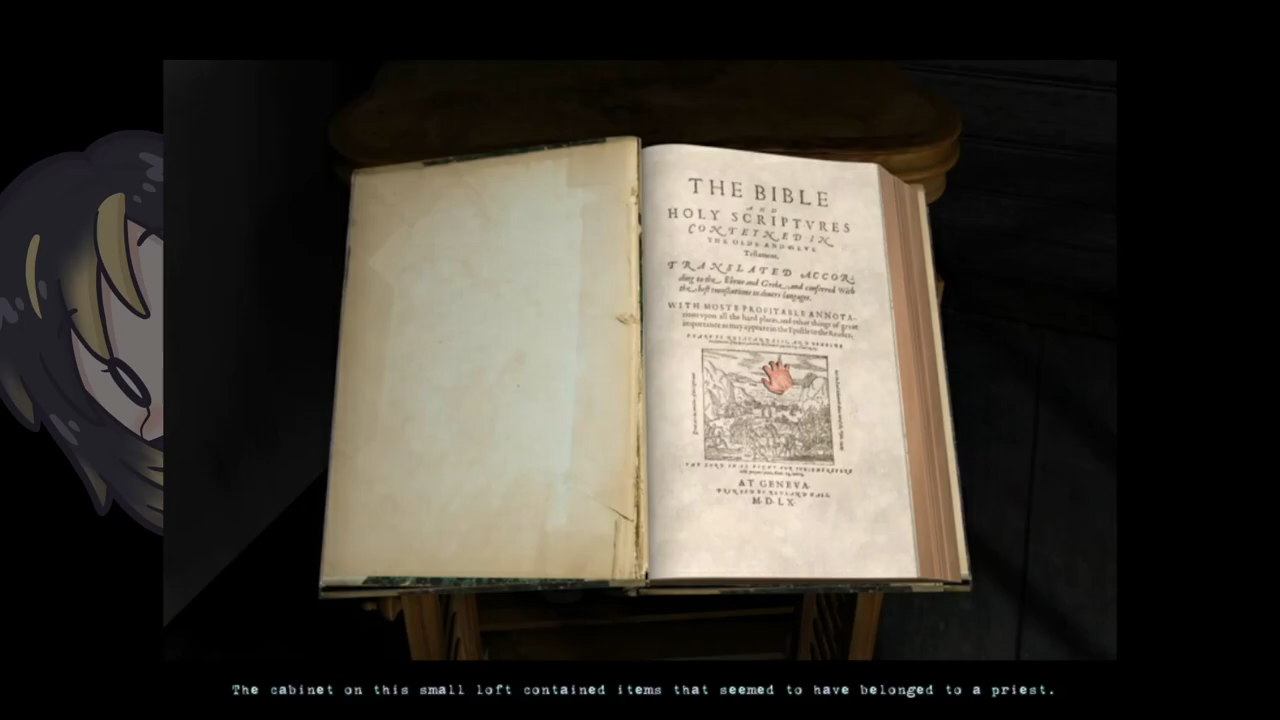 THE BIBLE
AND
HOLY SCRIPTVRES
CONTEINED IN
THE OLDE AND NEWE
Testament.
TRANSLATED ACCOR-
ding to the Ebrue and Greke, and conferred With
the best translations in diuers langages.
WITH MOSTE PROFITABLE ANNOTA-
tions vpon all the hard places, and other things of great
importance as may appeare in the Epistle to the Reader.
AT GENEVA.
M.D.LX
The cabinet on this small loft contained items that seemed to have belonged to a priest.